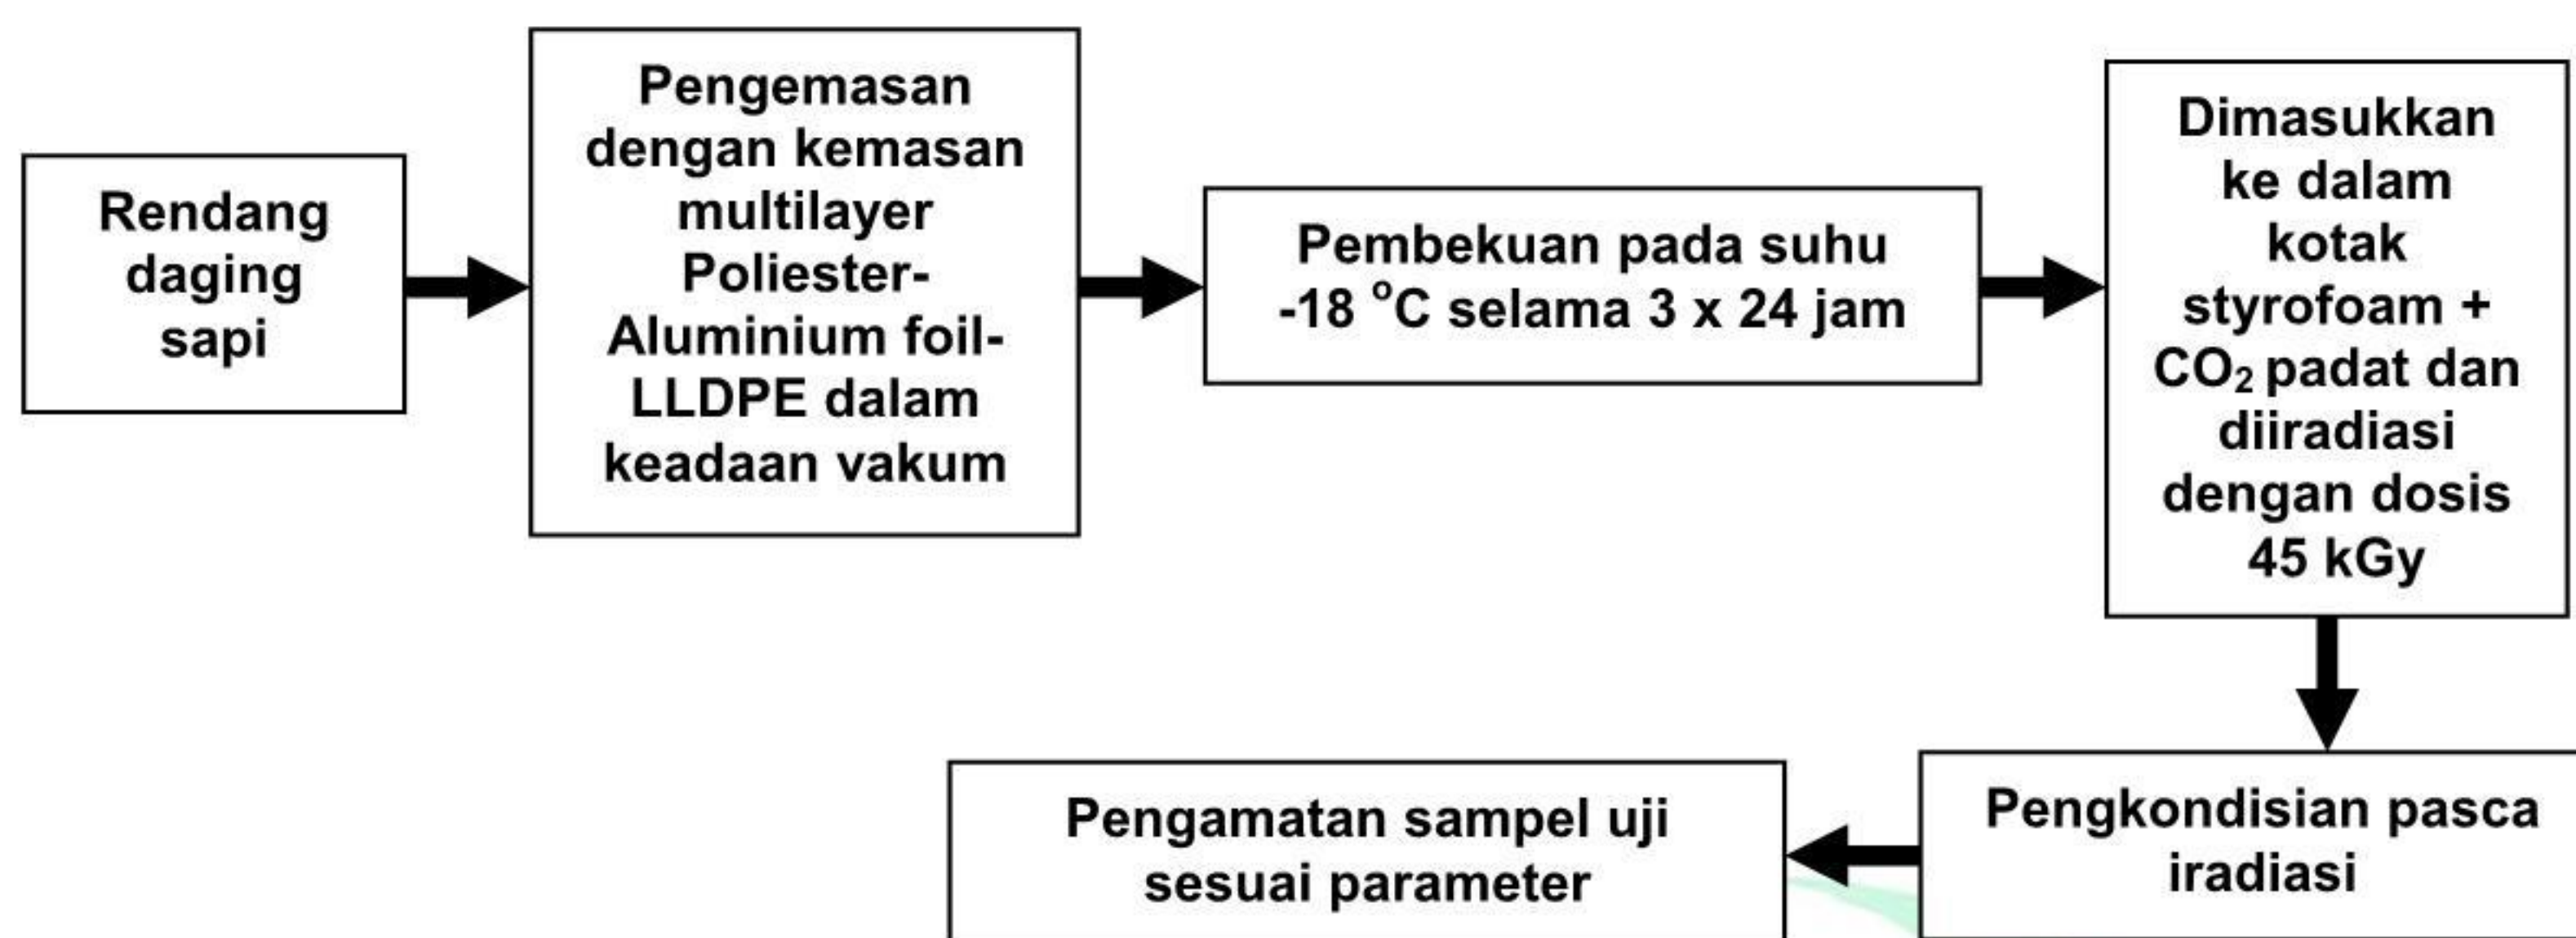 Rendang
daging
sapi
Pengemasan
dengan kemasan
multilayer
Poliester-
Aluminium foil-
LLDPE dalam
keadaan vakum
Pembekuan pada suhu
-18 °C selama 3 x 24 jam
Dimasukkan
ke dalam
kotak
styrofoam +
CO₂ padat dan
diiradiasi
dengan dosis
45 kGy
Pengkondisian pasca
iradiasi
Pengamatan sampel uji
sesuai parameter